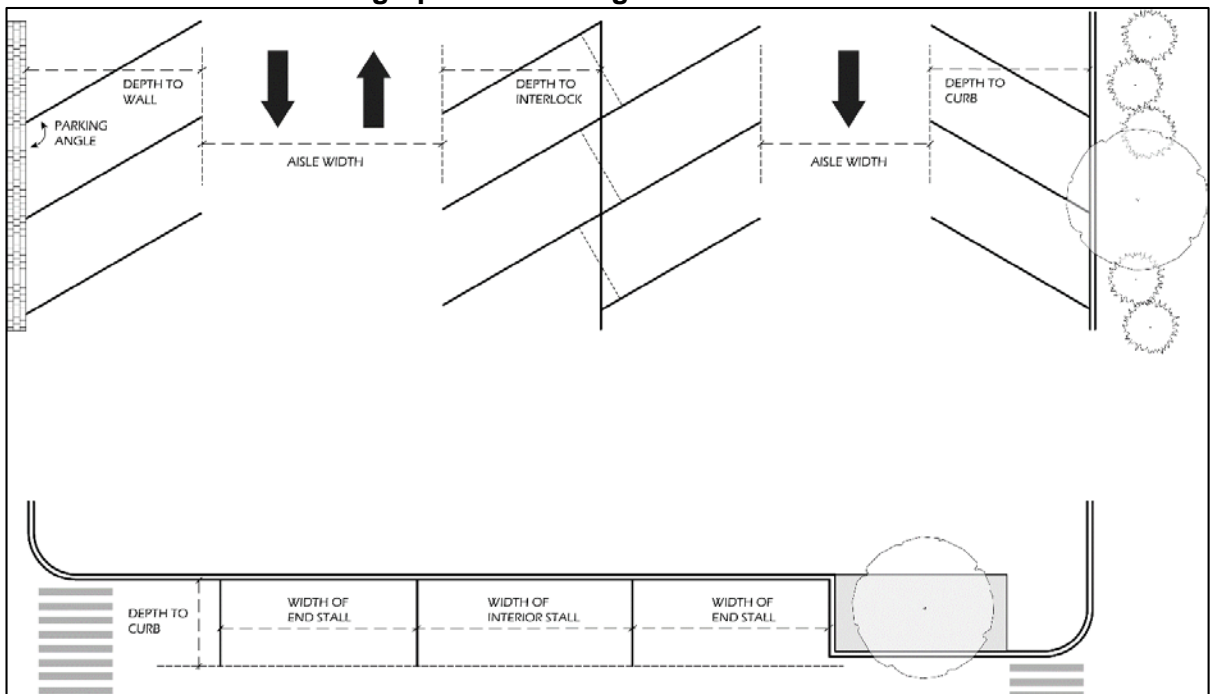 DEPTH TO
WALL
DEPTH TO
INTERLOCK
DEPTH TO
CURB
PARKING
ANGLE
AISLE WIDTH
AISLE WIDTH
DEPTH TO
CURB
WIDTH OF
END STALL
WIDTH OF
INTERIOR STALL
WIDTH OF
END STALL